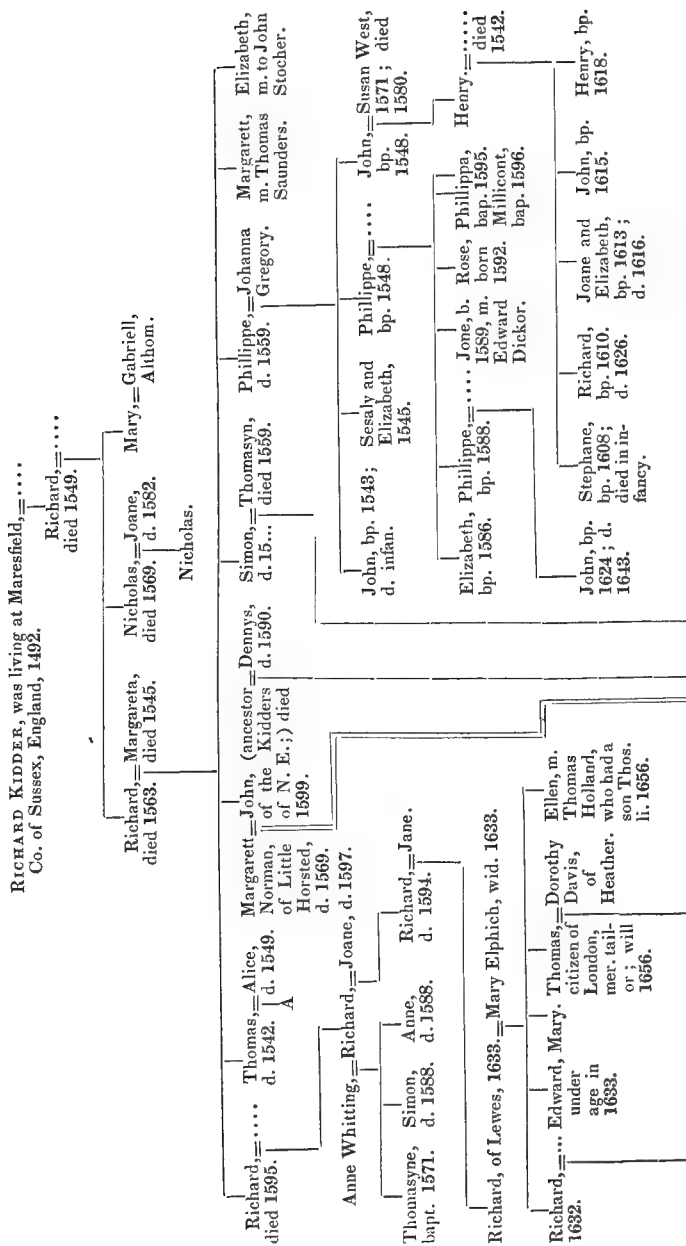 RICHARD KIDDER, was living at Maresfield,=....
Co. of Sussex, England, 1492.
Richard,=....
died 1549.
Richard,=Margareta,
died 1563. died 1545.
Nicholas,=Joane,
died 1569. d. 1582.
Mary,=Gabriell,
Althom.
Nicholas.
Richard,=....
died 1595.
Thomas,=Alice,
d. 1542. d. 1549.
A
Margarett=John, (ancestor=Dennys,
Norman, of the Kidders d. 1590.
of Little of N. E.;) died
Horsted, 1599.
d. 1569.
Simon,=Thomasyn,
d. 15... died 1559.
Phillippe,=Johanna
d. 1559. Gregory.
Margarett,
m. Thomas
Saunders.
Elizabeth,
m. to John
Stocher.
Anne Whitting,=Richard,=Joane, d. 1597.
John, bp. 1543;
d. infan.
Sesaly and
Elizabeth,
1545.
Phillippe,=....
bp. 1548.
John,=Susan West,
bp. 1571; died
1548. 1580.
Thomasyne,
bapt. 1571.
Simon,
d. 1588.
Anne,
d. 1588.
Richard,=Jane.
d. 1594.
Elizabeth,
bp. 1586.
Phillippe,=....
bp. 1588.
Jone, b.
1589, m.
Edward
Dickor.
Rose,
born
1592.
Phillippa,
bap. 1595.
Millicont,
bap. 1596.
Henry.=.....
died
1542.
Richard, of Lewes, 1633.=Mary Elphich, wid. 1633.
John, bp.
1624; d.
1643.
Stephane,
bp. 1608;
died in in-
fancy.
Richard,
bp. 1610.
d. 1626.
Joane and
Elizabeth,
bp. 1613;
d. 1616.
John, bp.
1615.
Henry, bp.
1618.
Richard,=...
1632.
Edward,
under
age in
1633.
Mary.
Thomas,=Dorothy
citizen of Davis,
London, of
mer. tail- Heather.
or; will
1656.
Ellen, m.
Thomas
Holland,
who had a
son Thos.
li. 1656.